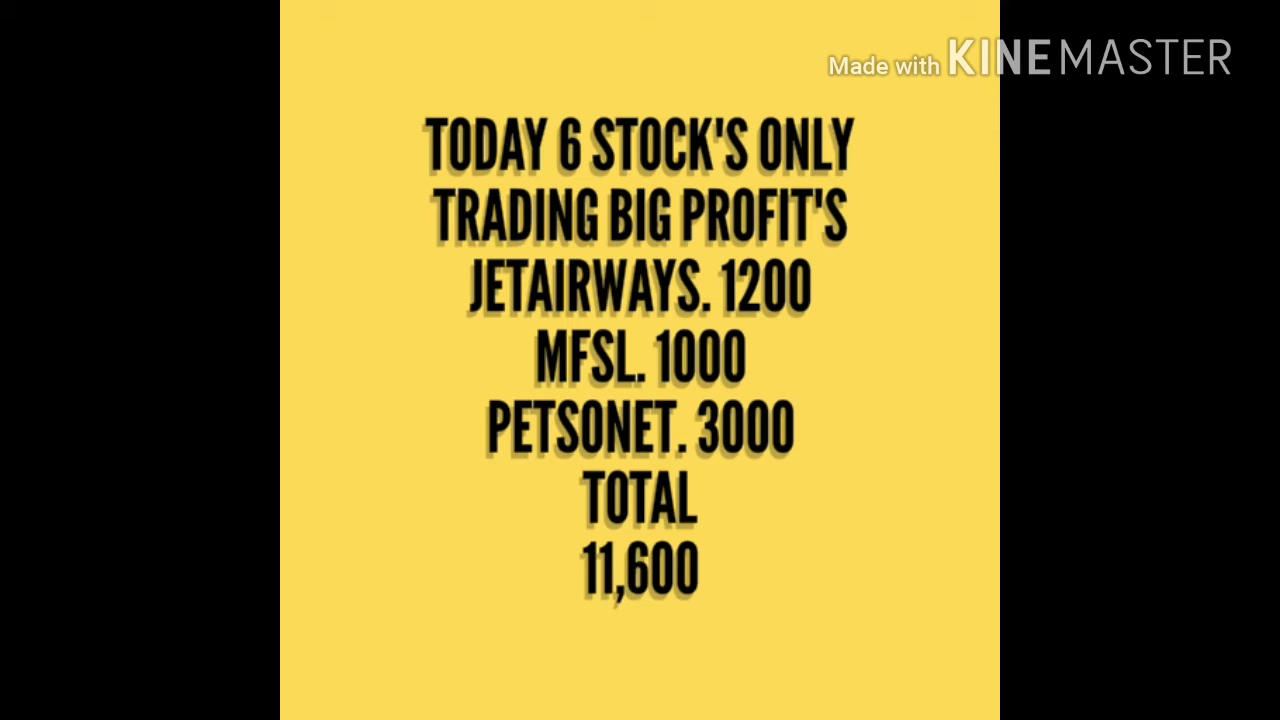 Made with KINEMASTER
TODAY 6 STOCK'S ONLY
TRADING BIG PROFIT'S
JETAIRWAYS. 1200
MFSL. 1000
PETSONET. 3000
TOTAL
11,600